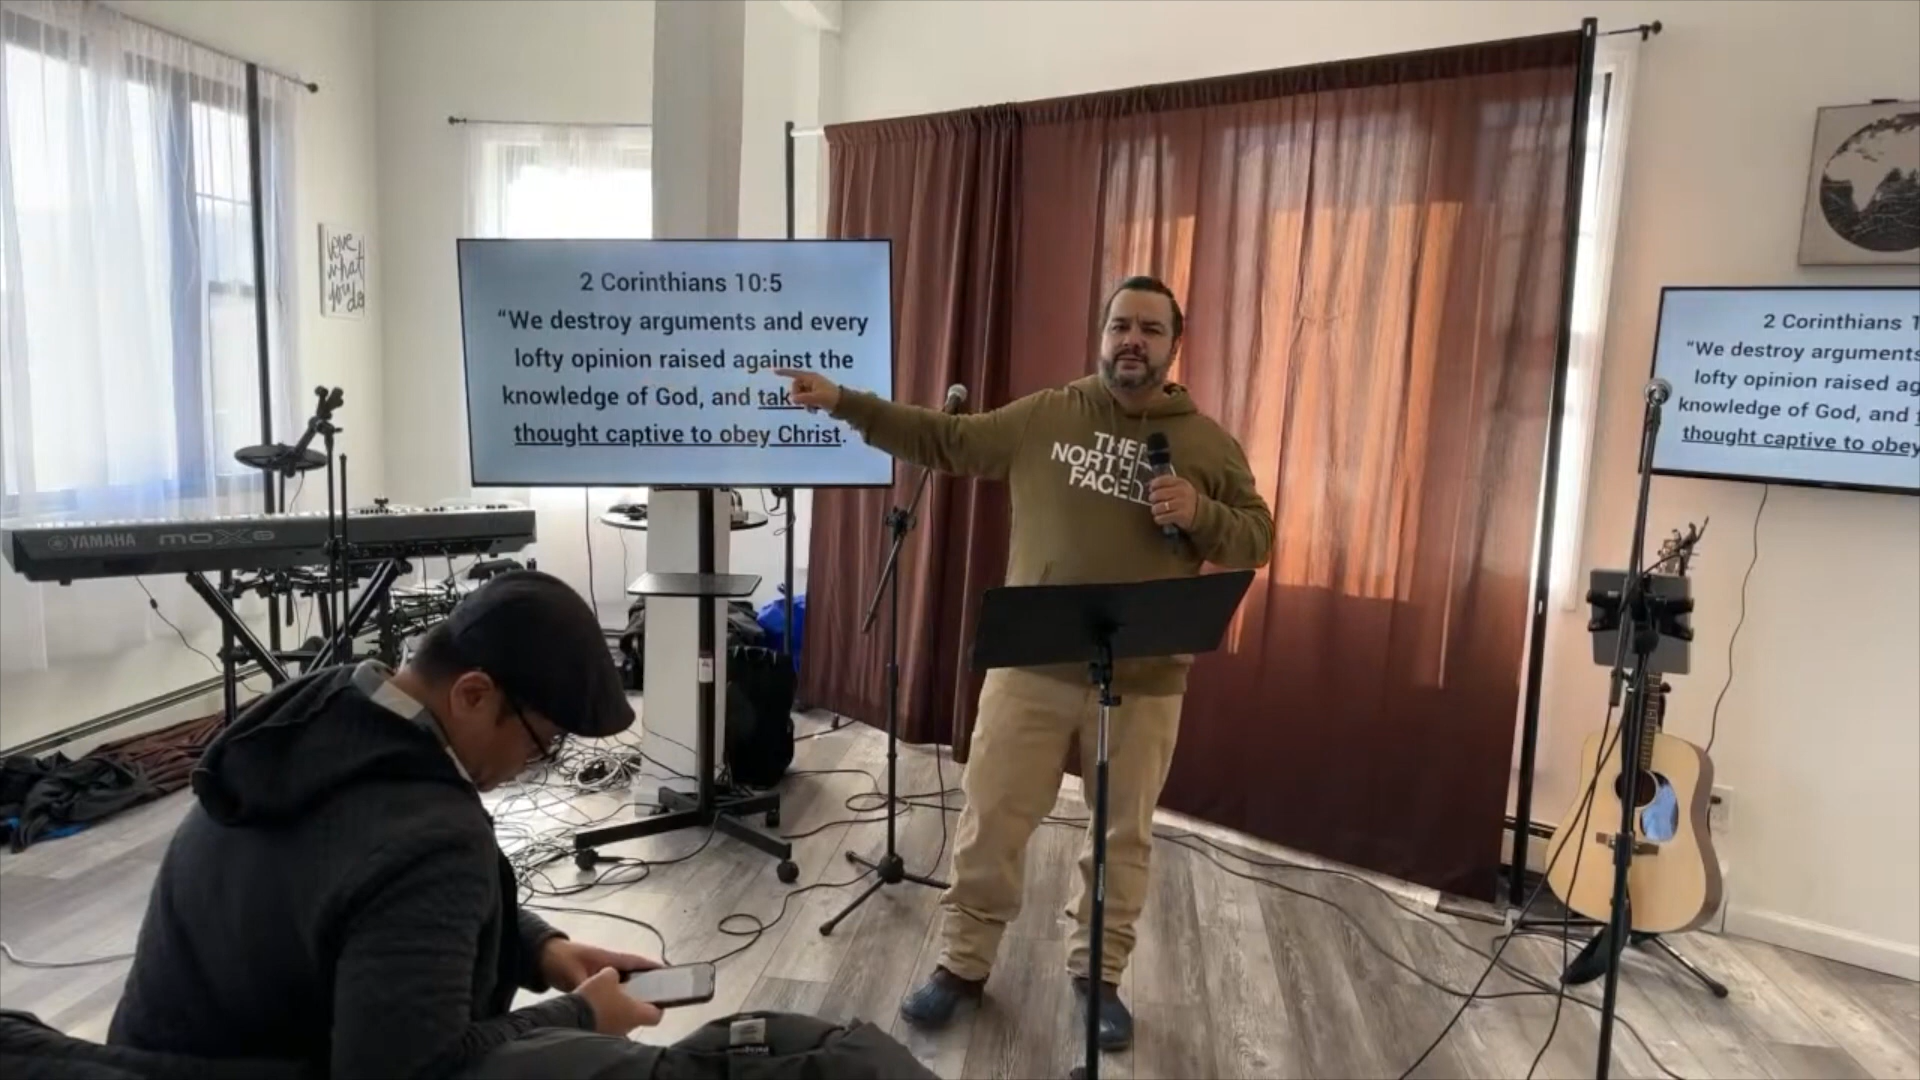 love
what
you
do
2 Corinthians 10:5
“We destroy arguments and every
lofty opinion raised against the
knowledge of God, and
thought captive to obey Christ.
THE
NORTH
FACE
YAMAHA MOX8
2 Corinthians
"We destroy arguments
lofty opinion raised
knowledge of God, and
thought captive to obey